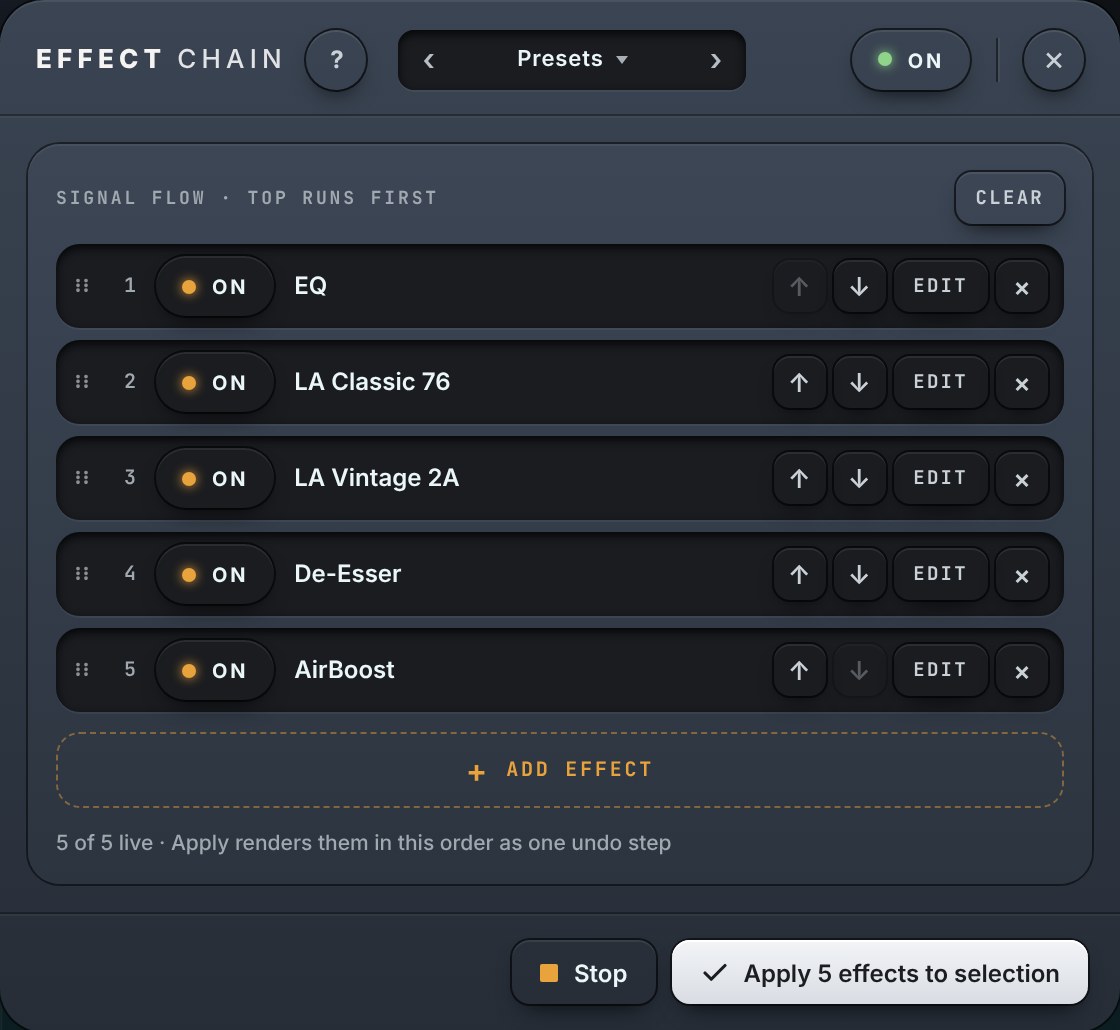 EFFECT CHAIN ? ‹ Presets › ON ×
SIGNAL FLOW · TOP RUNS FIRST CLEAR
1 ON EQ ↑ ↓ EDIT ×
2 ON LA Classic 76 ↑ ↓ EDIT ×
3 ON LA Vintage 2A ↑ ↓ EDIT ×
4 ON De-Esser ↑ ↓ EDIT ×
5 ON AirBoost ↑ ↓ EDIT ×
+ ADD EFFECT
5 of 5 live · Apply renders them in this order as one undo step
Stop ✓ Apply 5 effects to selection